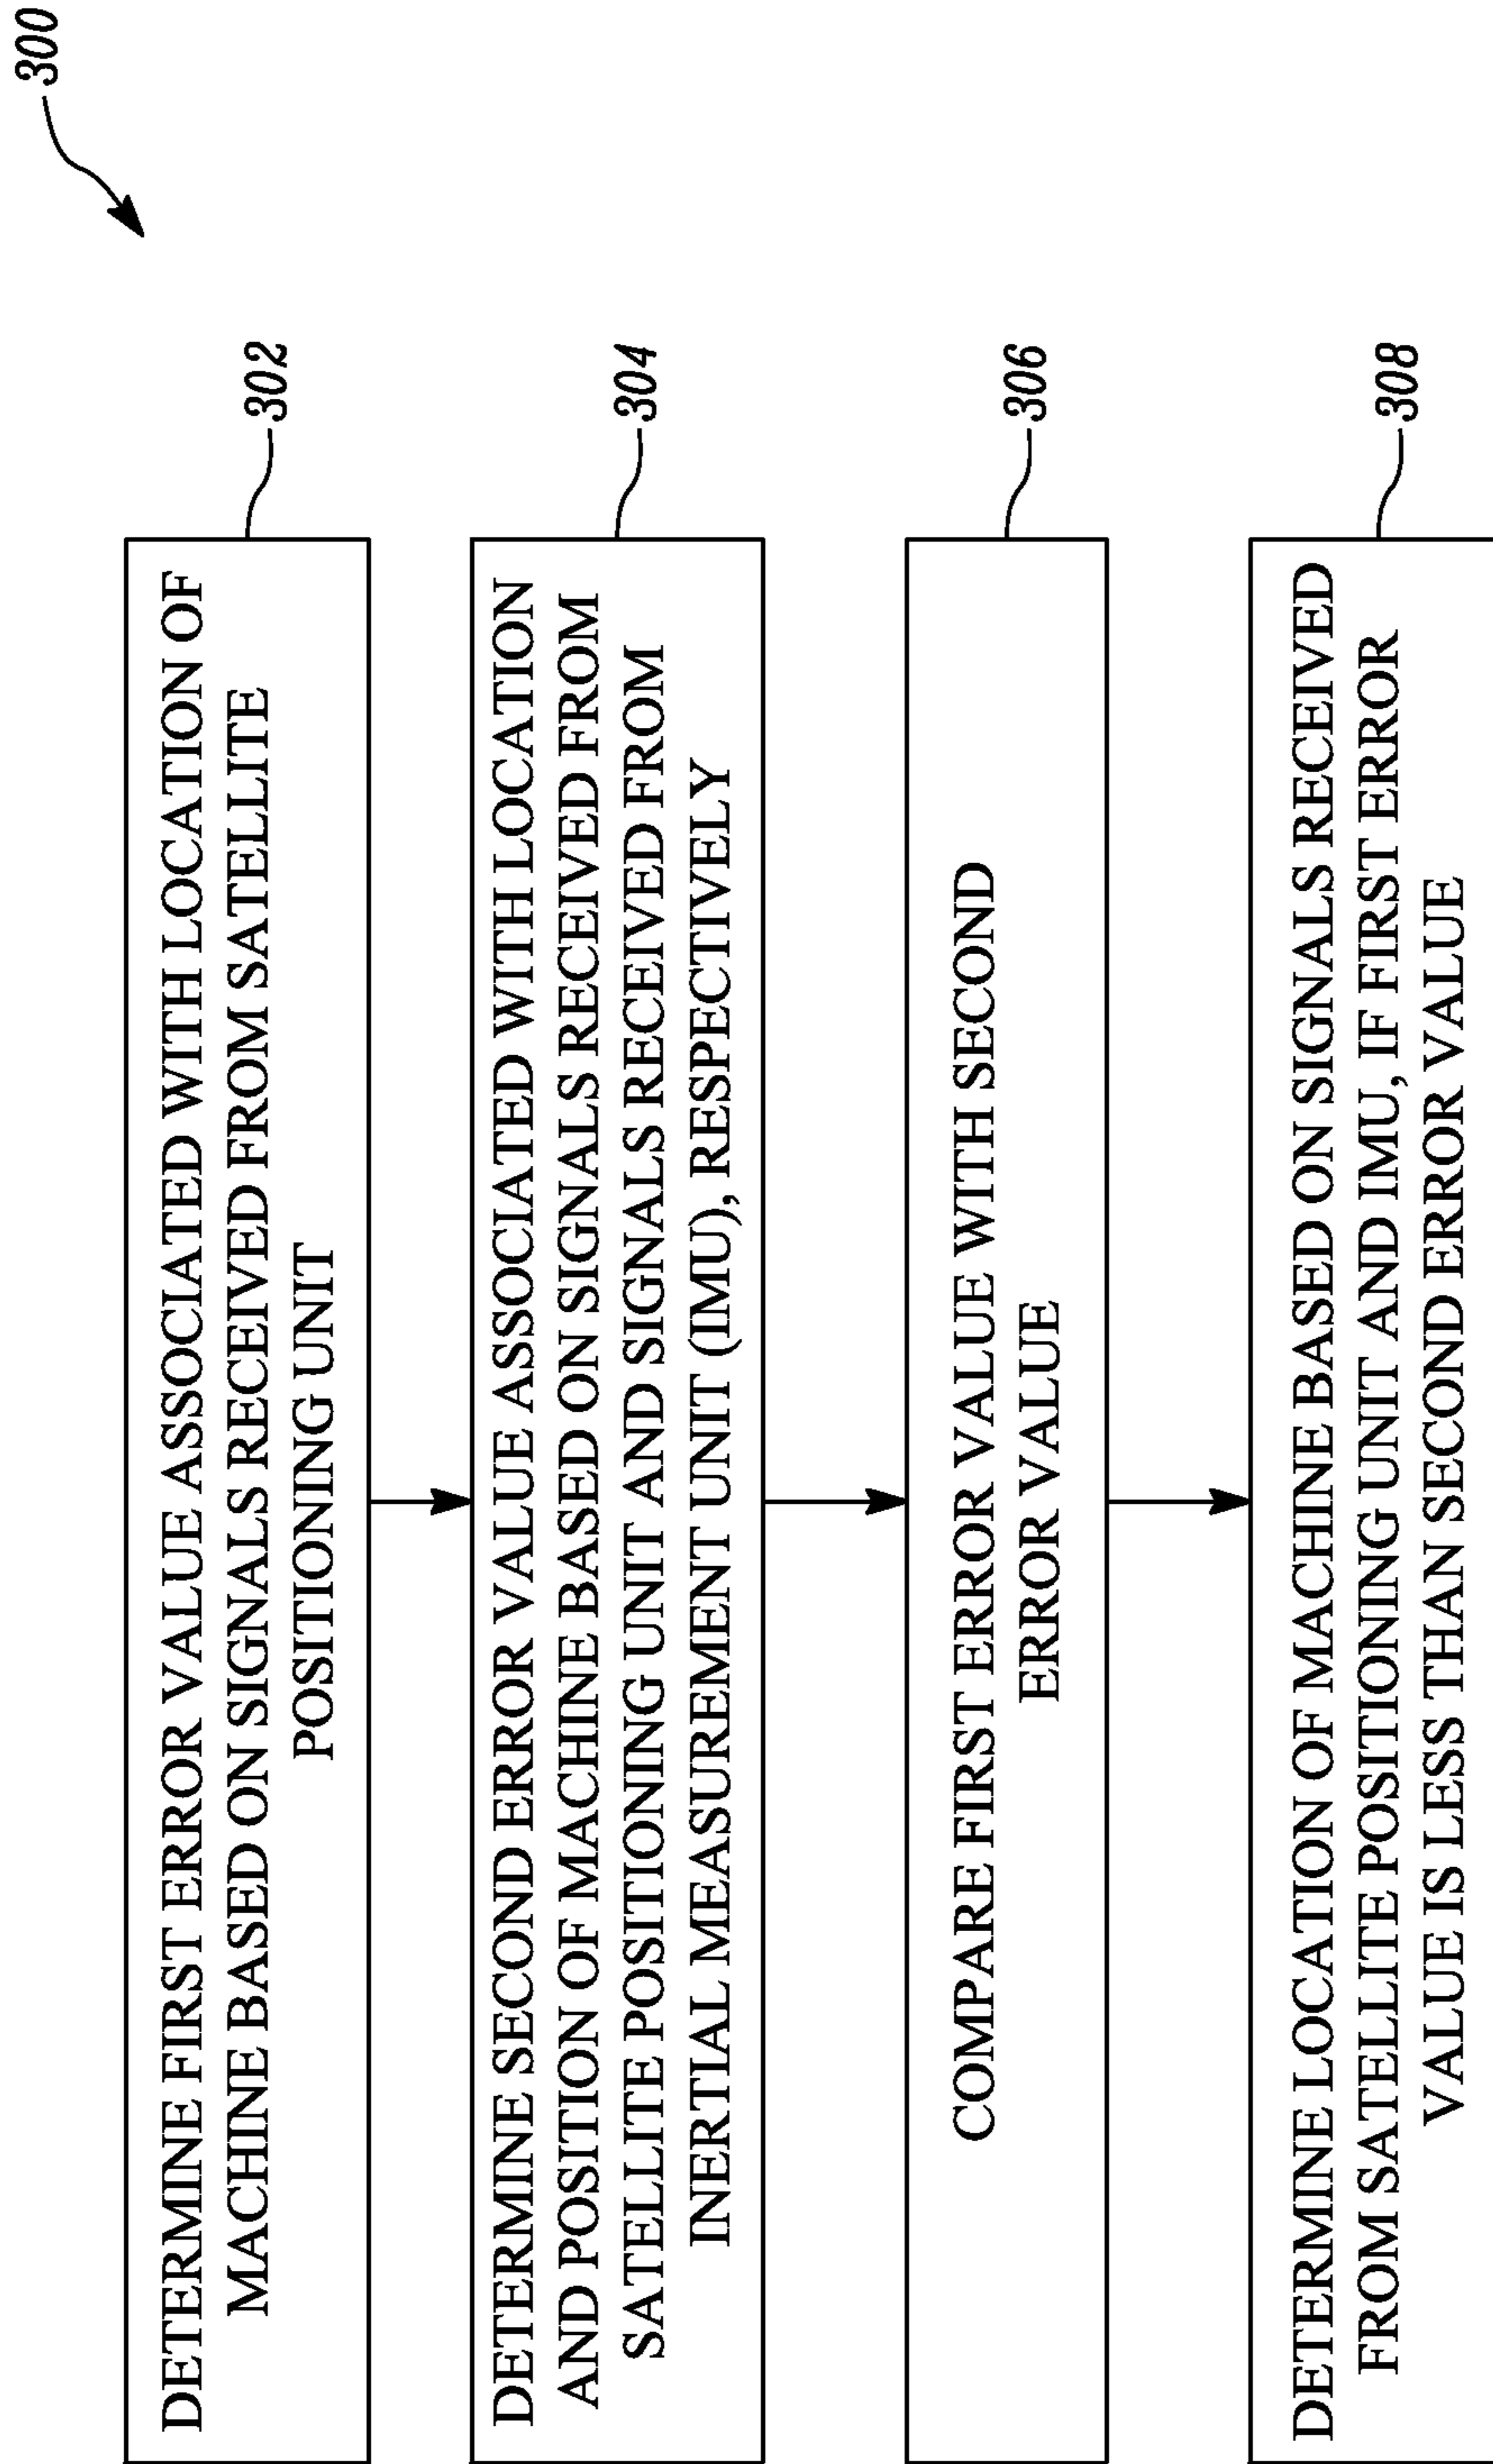 300
DETERMINE FIRST ERROR VALUE ASSOCIATED WITH LOCATION OF
MACHINE BASED ON SIGNALS RECEIVED FROM SATELLITE
POSITIONING UNIT
302
DETERMINE SECOND ERROR VALUE ASSOCIATED WITH LOCATION
AND POSITION OF MACHINE BASED ON SIGNALS RECEIVED FROM
SATELLITE POSITIONING UNIT AND SIGNALS RECEIVED FROM
INERTIAL MEASUREMENT UNIT (IMU), RESPECTIVELY
304
COMPARE FIRST ERROR VALUE WITH SECOND
ERROR VALUE
306
DETERMINE LOCATION OF MACHINE BASED ON SIGNALS RECEIVED
FROM SATELLITE POSITIONING UNIT AND IMU, IF FIRST ERROR
VALUE IS LESS THAN SECOND ERROR VALUE
308